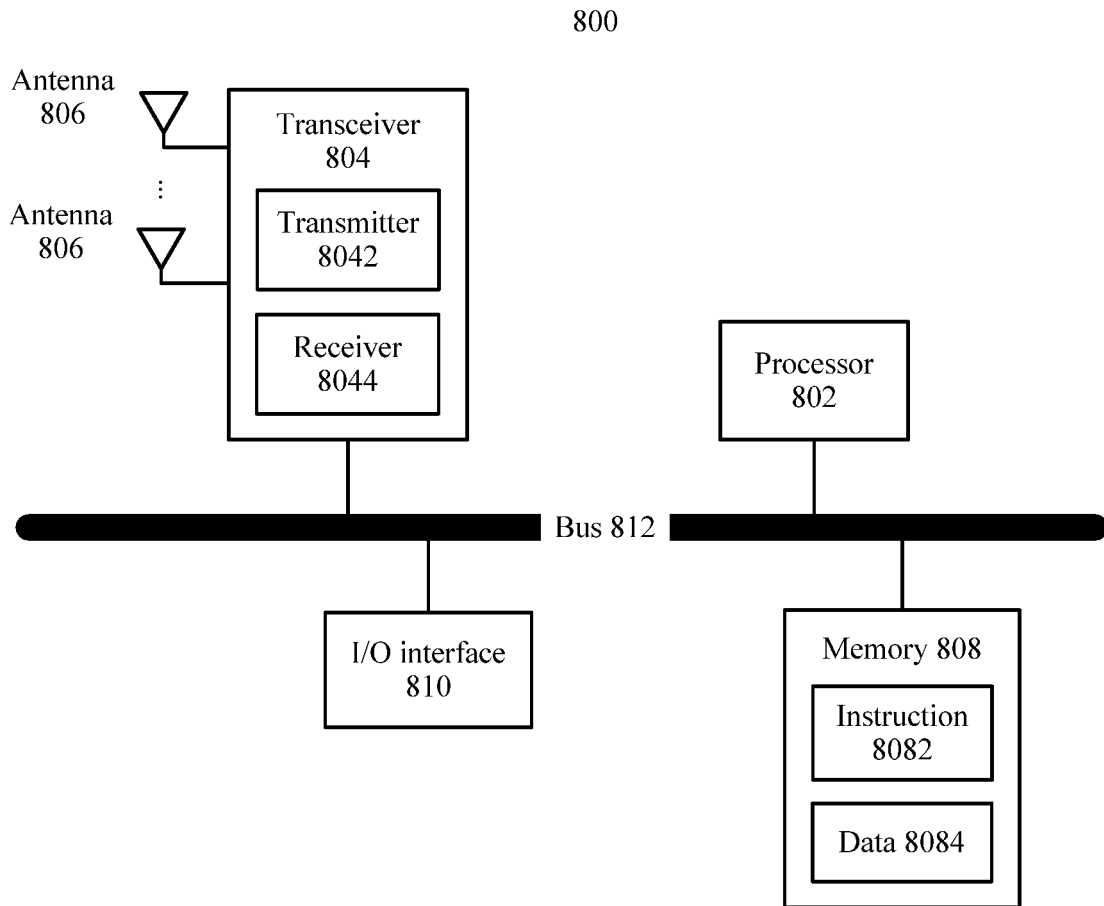 800
Antenna
806
Transceiver
804
⋮
Antenna
806
Transmitter
8042
Receiver
8044
Processor
802
Bus 812
I/O interface
810
Memory 808
Instruction
8082
Data 8084